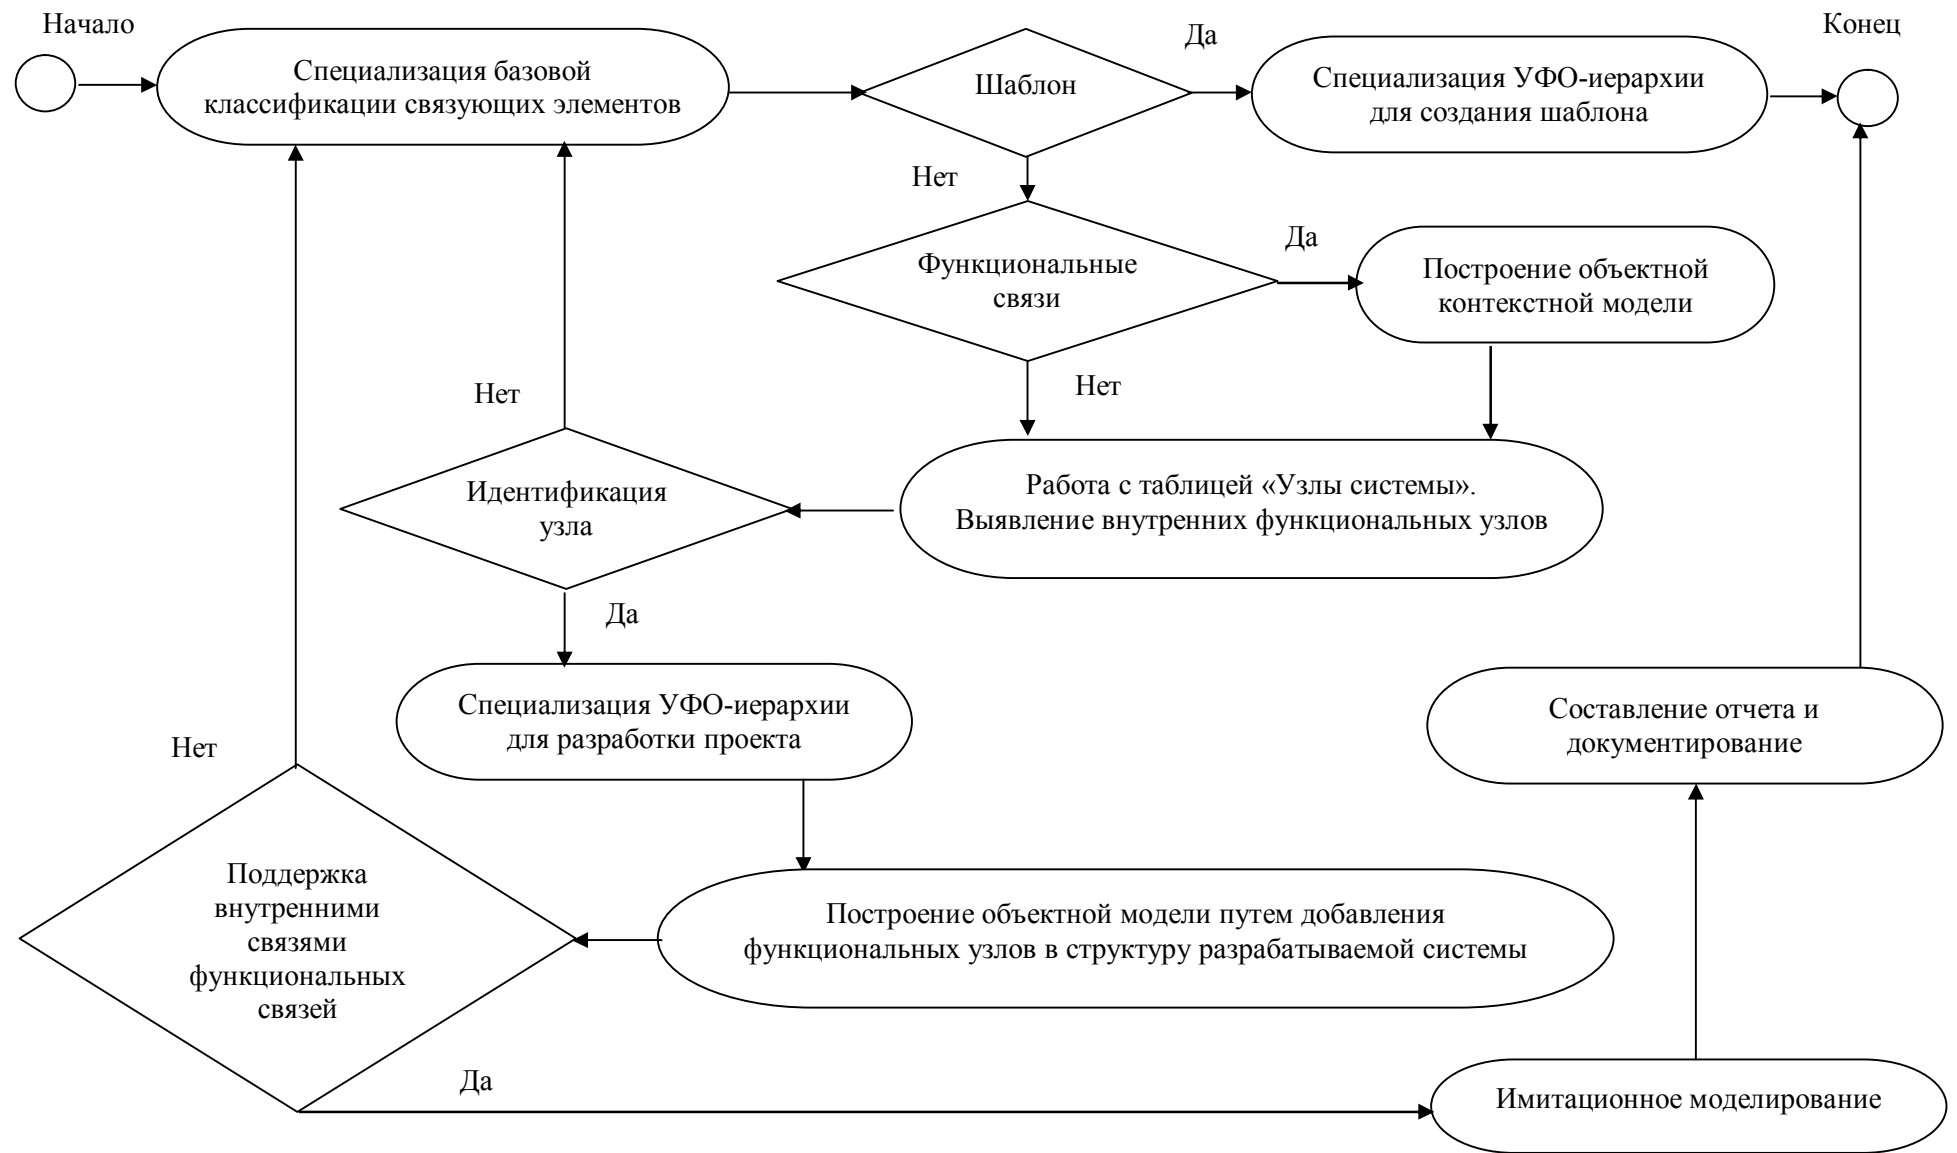 Начало
Специализация базовой
классификации связующих элементов
Шаблон
Да
Специализация УФО-иерархии
для создания шаблона
Конец
Нет
Функциональные
связи
Да
Построение объектной
контекстной модели
Нет
Нет
Идентификация
узла
Работа с таблицей «Узлы системы».
Выявление внутренних функциональных узлов
Да
Специализация УФО-иерархии
для разработки проекта
Составление отчета и
документирование
Нет
Поддержка
внутренними
связями
функциональных
связей
Построение объектной модели путем добавления
функциональных узлов в структуру разрабатываемой системы
Да
Имитационное моделирование